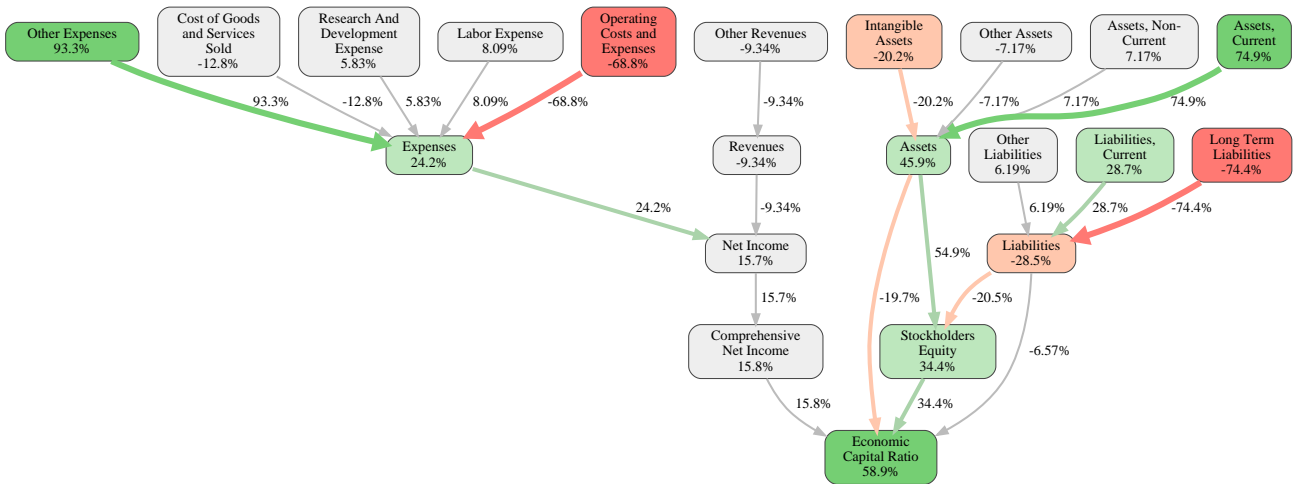 Other Expenses
93.3%
Cost of Goods
and Services
Sold
-12.8%
Research And
Development
Expense
5.83%
Labor Expense
8.09%
Operating
Costs and
Expenses
-68.8%
Other Revenues
-9.34%
Intangible
Assets
-20.2%
Other Assets
-7.17%
Assets, Non-
Current
7.17%
Assets,
Current
74.9%
93.3%
-12.8%
5.83%
8.09%
-68.8%
-9.34%
-20.2%
-7.17%
7.17%
74.9%
Expenses
24.2%
Revenues
-9.34%
Assets
45.9%
Other
Liabilities
6.19%
Liabilities,
Current
28.7%
Long Term
Liabilities
-74.4%
24.2%
-9.34%
6.19%
28.7%
-74.4%
Net Income
15.7%
54.9%
Liabilities
-28.5%
15.7%
-19.7%
-20.5%
Comprehensive
Net Income
15.8%
Stockholders
Equity
34.4%
-6.57%
15.8%
34.4%
Economic
Capital Ratio
58.9%